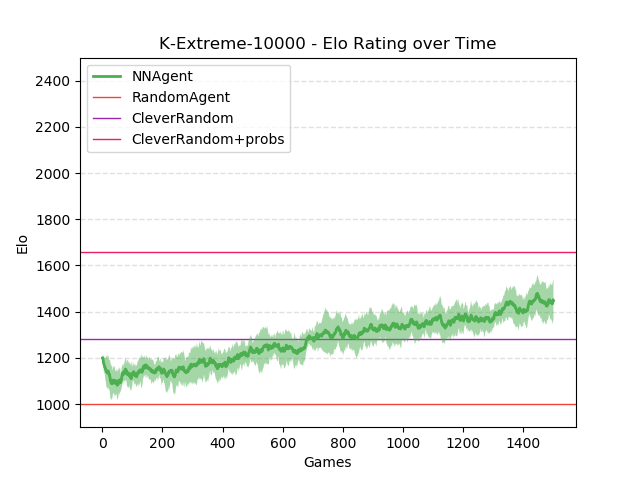 K-Extreme-10000 - Elo Rating over Time
NNAgent
RandomAgent
CleverRandom
CleverRandom+probs
Elo
2400
2200
2000
1800
1600
1400
1200
1000
0 200 400 600 800 1000 1200 1400
Games